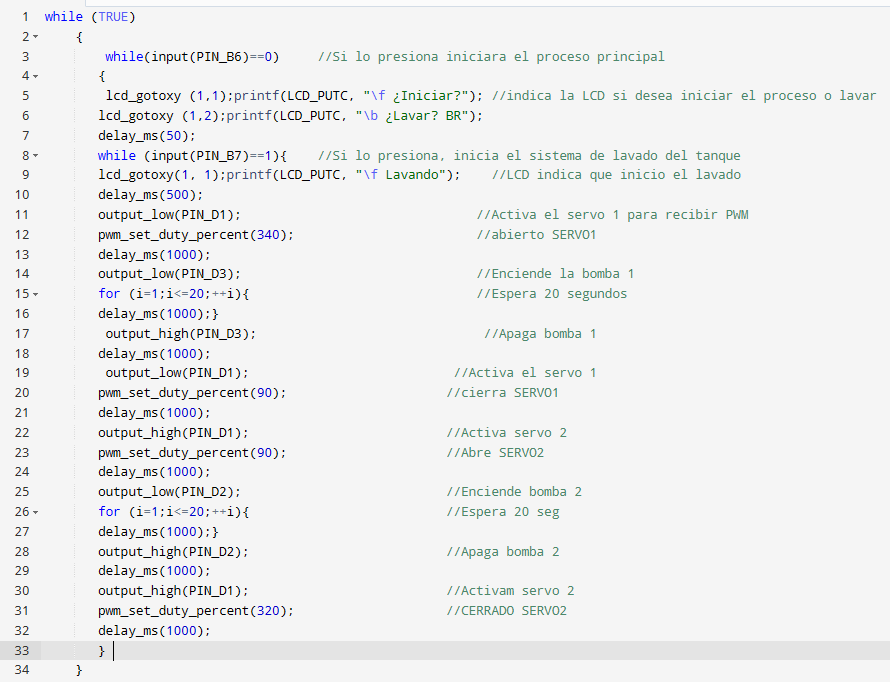 1 while (TRUE)
2 {
3 while(input(PIN_B6)==0) //Si lo presiona iniciara el proceso principal
4 {
5 lcd_gotoxy (1,1);printf(LCD_PUTC, "\f ¿Iniciar?"); //indica la LCD si desea iniciar el proceso o lavar
6 lcd_gotoxy (1,2);printf(LCD_PUTC, "\b ¿Lavar? BR");
7 delay_ms(50);
8 while (input(PIN_B7)==1){ //Si lo presiona, inicia el sistema de lavado del tanque
9 lcd_gotoxy(1, 1);printf(LCD_PUTC, "\f Lavando"); //LCD indica que inicio el lavado
10 delay_ms(500);
11 output_low(PIN_D1); //Activa el servo 1 para recibir PWM
12 pwm_set_duty_percent(340); //abierto SERVO1
13 delay_ms(1000);
14 output_low(PIN_D3); //Enciende la bomba 1
15 for (i=1;i<=20;++i){ //Espera 20 segundos
16 delay_ms(1000);}
17 output_high(PIN_D3); //Apaga bomba 1
18 delay_ms(1000);
19 output_low(PIN_D1); //Activa el servo 1
20 pwm_set_duty_percent(90); //cierra SERVO1
21 delay_ms(1000);
22 output_high(PIN_D1); //Activa servo 2
23 pwm_set_duty_percent(90); //Abre SERVO2
24 delay_ms(1000);
25 output_low(PIN_D2); //Enciende bomba 2
26 for (i=1;i<=20;++i){ //Espera 20 seg
27 delay_ms(1000);}
28 output_high(PIN_D2); //Apaga bomba 2
29 delay_ms(1000);
30 output_high(PIN_D1); //Activam servo 2
31 pwm_set_duty_percent(320); //CERRADO SERVO2
32 delay_ms(1000);
33 }
34 }